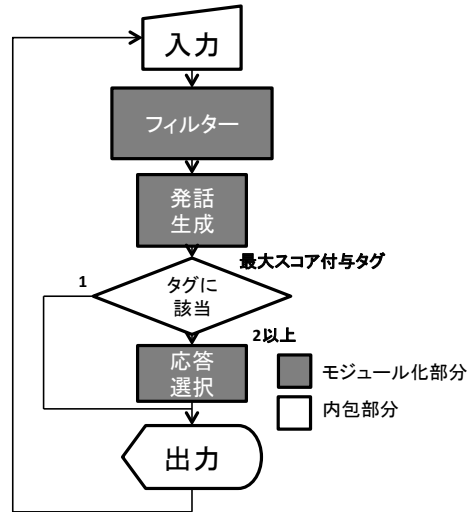 入力
フィルター
発話
生成
最大スコア付与タグ
1
タグに
該当
2以上
応答
選択
モジュール化部分
内包部分
出力